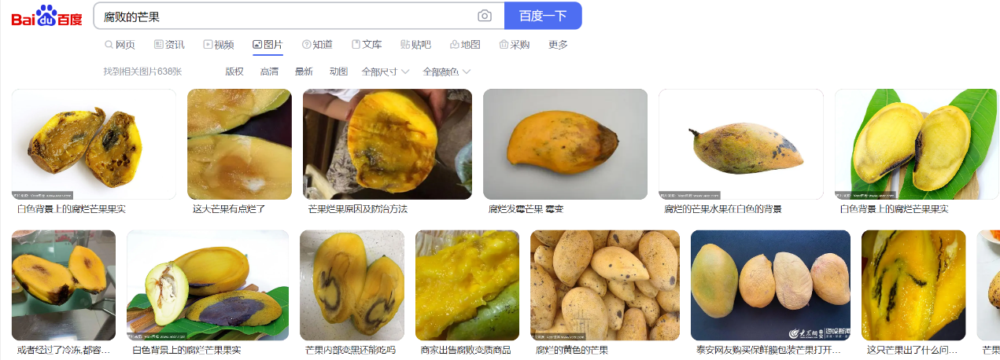 Bai du 百度 腐败的芒果 百度一下
网页 资讯 视频 图片 知道 文库 贴吧 地图 采购 更多
找到相关图片638张 版权 高清 最新 动图 全部尺寸 全部颜色
白色背景上的腐烂芒果果实 这大芒果有点烂了 芒果烂果原因及防治方法 腐烂发霉芒果 霉变 腐烂的芒果水果在白色的背景 白色背景上的腐烂芒果果实
大众网 海报新闻
或者经过了冷冻,都容... 白色背景上的腐烂芒果果实 芒果内部变黑还能吃吗 商家出售腐败变质商品 腐烂的黄色的芒果 泰安网友购买保鲜膜包装芒果打开... 这只芒果出了什么问... 芒果